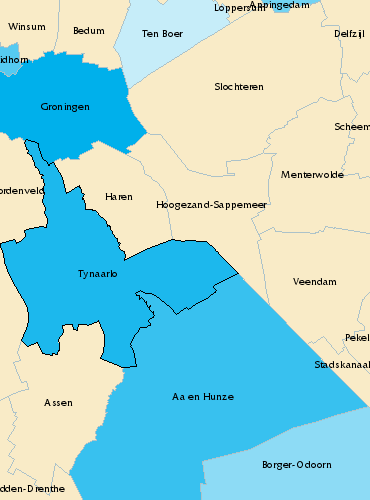 Appingedam
Loppersum
Winsum
Bedum
Ten Boer
Delfzijl
idhorn
Slochteren
Groningen
Scheem
Menterwolde
ordenveld
Haren
Hoogezand-Sappemeer
Tynaarlo
Veendam
Pekel
Stadskanaal
Aa en Hunze
Assen
Borger-Odoorn
dden-Drenthe